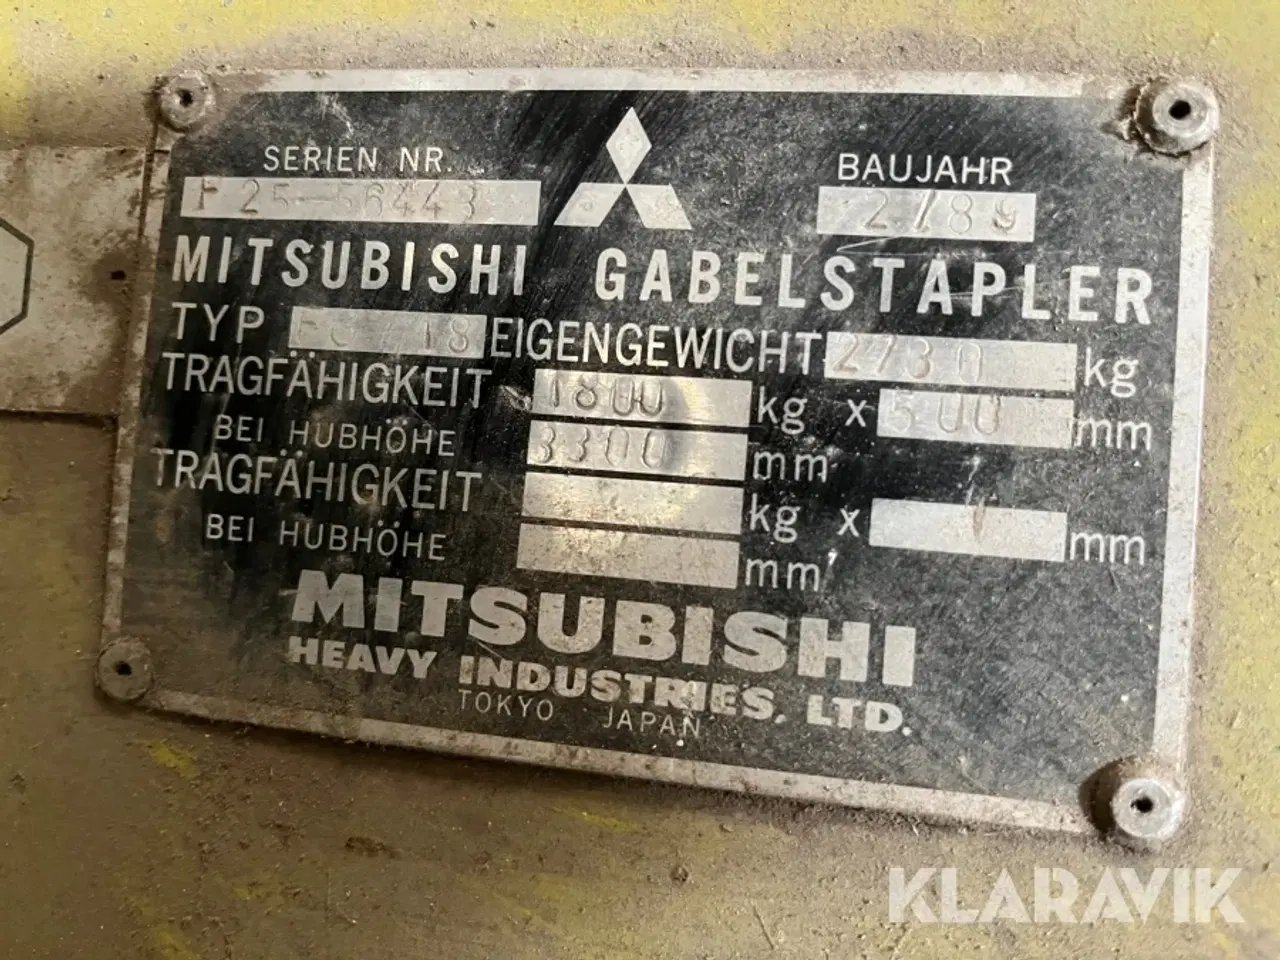 SERIEN NR.
BAUJAHR
F25-56443
2/89
MITSUBISHI GABELSTAPLER
TYP 18 EIGENGEWICHT 2730 kg
TRAGFÄHIGKEIT 1800 kg x 500 mm
BEI HUBHÖHE 3300 mm
TRAGFÄHIGKEIT kg x mm
BEI HUBHÖHE mm
MITSUBISHI
HEAVY INDUSTRIES, LTD.
TOKYO JAPAN
KLARAVIK